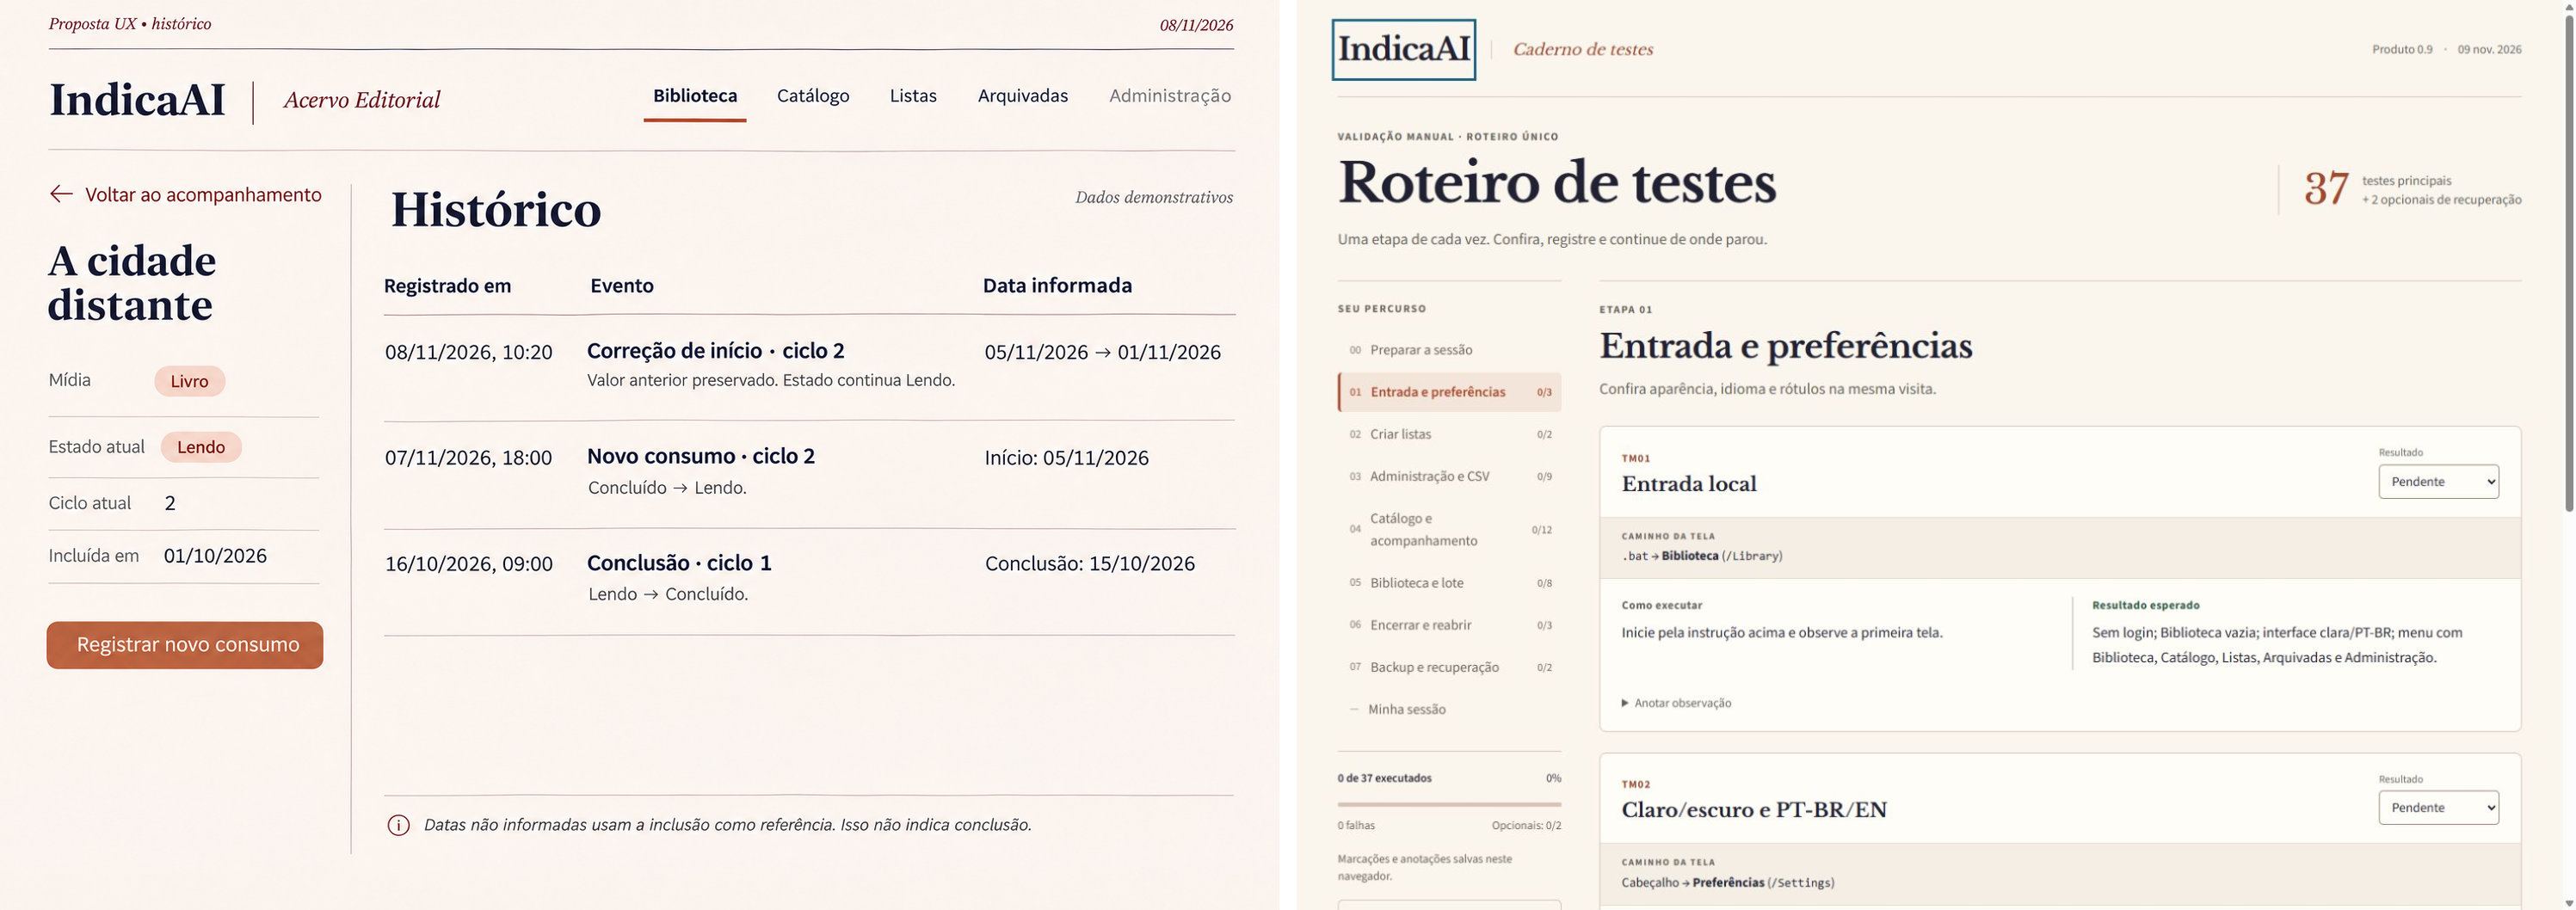 Proposta UX • histórico
08/11/2026
IndicaAI
Acervo Editorial
Biblioteca
Catálogo
Listas
Arquivadas
Administração
← Voltar ao acompanhamento
A cidade
distante
Mídia Livro
Estado atual Lendo
Ciclo atual 2
Incluída em 01/10/2026
Registrar novo consumo
Histórico
Dados demonstrativos
Registrado em Evento Data informada
08/11/2026, 10:20 Correção de início · ciclo 2 05/11/2026 → 01/11/2026
Valor anterior preservado. Estado continua Lendo.
07/11/2026, 18:00 Novo consumo · ciclo 2 Início: 05/11/2026
Concluído → Lendo.
16/10/2026, 09:00 Conclusão · ciclo 1 Conclusão: 15/10/2026
Lendo → Concluído.
Datas não informadas usam a inclusão como referência. Isso não indica conclusão.
IndicaAI
Caderno de testes
Produto 0.9 · 09 nov. 2026
VALIDAÇÃO MANUAL · ROTEIRO ÚNICO
Roteiro de testes
Uma etapa de cada vez. Confira, registre e continue de onde parou.
37 testes principais
+ 2 opcionais de recuperação
SEU PERCURSO
00 Preparar a sessão
01 Entrada e preferências 0/3
02 Criar listas 0/2
03 Administração e CSV 0/9
04 Catálogo e
acompanhamento 0/12
05 Biblioteca e lote 0/8
06 Encerrar e reabrir 0/3
07 Backup e recuperação 0/2
— Minha sessão
0 de 37 executados 0%
0 falhas Opcionais: 0/2
Marcações e anotações salvas neste
navegador.
ETAPA 01
Entrada e preferências
Confira aparência, idioma e rótulos na mesma visita.
TM01
Entrada local
Resultado
Pendente
CAMINHO DA TELA
.bat → Biblioteca (/Library)
Como executar
Inicie pela instrução acima e observe a primeira tela.
Resultado esperado
Sem login; Biblioteca vazia; interface clara/PT-BR; menu com
Biblioteca, Catálogo, Listas, Arquivadas e Administração.
Anotar observação
TM02
Claro/escuro e PT-BR/EN
Resultado
Pendente
CAMINHO DA TELA
Cabeçalho → Preferências (/Settings)